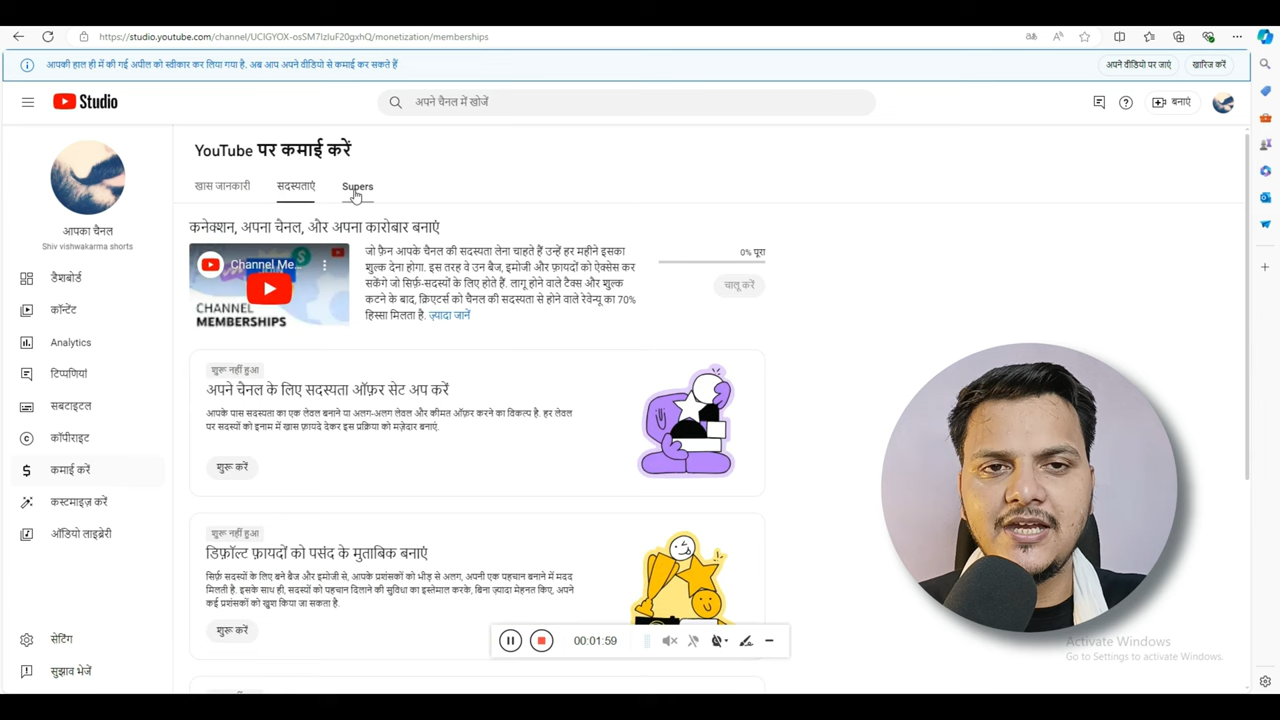 https://studio.youtube.com/channel/UCIGYOX-osSM7IzluF20gxhQ/monetization/memberships
आपकी हाल ही में की गई अपील को स्वीकार कर लिया गया है. अब आप अपने वीडियो से कमाई कर सकते हैं
अपने वीडियो पर जाएं
खारिज करें
Studio
अपने चैनल में खोजें
बनाएं
YouTube पर कमाई करें
खास जानकारी
सदस्यताएं
Supers
आपका चैनल
Shiv vishwakarma shorts
डैशबोर्ड
कॉन्टेंट
Analytics
टिप्पणियां
सबटाइटल
कॉपीराइट
कमाई करें
कस्टमाइज़ करें
ऑडियो लाइब्रेरी
सेटिंग
सुझाव भेजें
कनेक्शन, अपना चैनल, और अपना कारोबार बनाएं
Channel Me...
JOIN
CHANNEL
MEMBERSHIPS
जो फ़ैन आपके चैनल की सदस्यता लेना चाहते हैं उन्हें हर महीने इसका
शुल्क देना होगा. इस तरह वे उन बैज, इमोजी और फ़ायदों को ऐक्सेस कर
सकेंगे जो सिर्फ़-सदस्यों के लिए होते हैं. लागू होने वाले टैक्स और शुल्क
कटने के बाद, क्रिएटर्स को चैनल की सदस्यता से होने वाले रेवेन्यू का 70%
हिस्सा मिलता है. ज़्यादा जानें
0% पूरा
चालू करें
शुरू नहीं हुआ
अपने चैनल के लिए सदस्यता ऑफ़र सेट अप करें
आपके पास सदस्यता का एक लेवल बनाने या अलग-अलग लेवल और कीमत ऑफ़र करने का विकल्प है. हर लेवल
पर सदस्यों को इनाम में खास फ़ायदे देकर इस प्रक्रिया को मज़ेदार बनाएं.
शुरू करें
शुरू नहीं हुआ
डिफ़ॉल्ट फ़ायदों को पसंद के मुताबिक बनाएं
सिर्फ़ सदस्यों के लिए बने बैज और इमोजी से, आपके प्रशंसकों को भीड़ से अलग, अपनी एक पहचान बनाने में मदद
मिलती है. इसके साथ ही, सदस्यों को पहचान दिलाने की सुविधा का इस्तेमाल करके, बिना ज़्यादा मेहनत किए, अपने
कई प्रशंसकों को खुश किया जा सकता है.
शुरू करें
00:01:59
Activate Windows
Go to Settings to activate Windows.